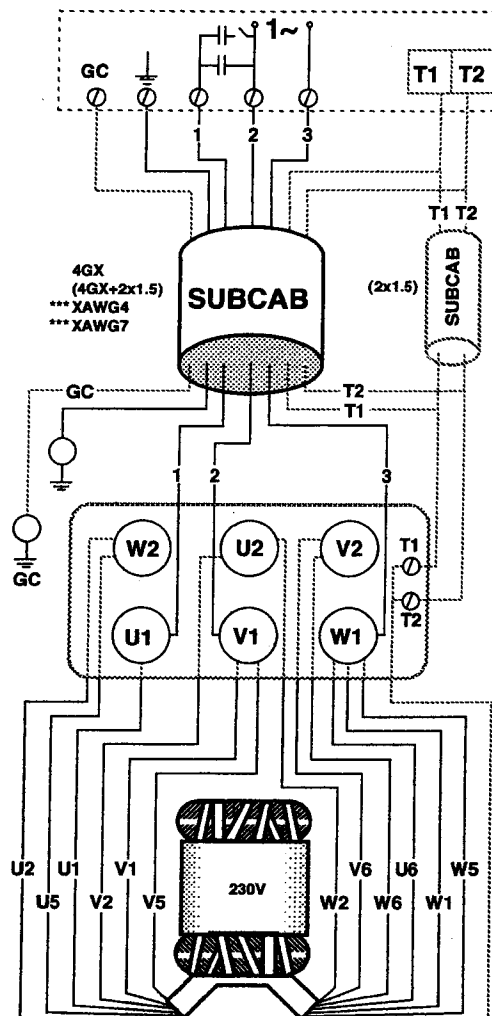 1~
GC
T1 T2
1 2 3
T1 T2
4GX
(4GX+2x1.5)
***XAWG4
***XAWG7
SUBCAB
(2x1.5)
SUBCAB
GC
T2
T1
1 2 3
GC
W2 U2 V2
T1
U1 V1 W1
T2
230V
U2 U1 V1 V6 U6 W5
U5 V2 V5 W2 W6 W1